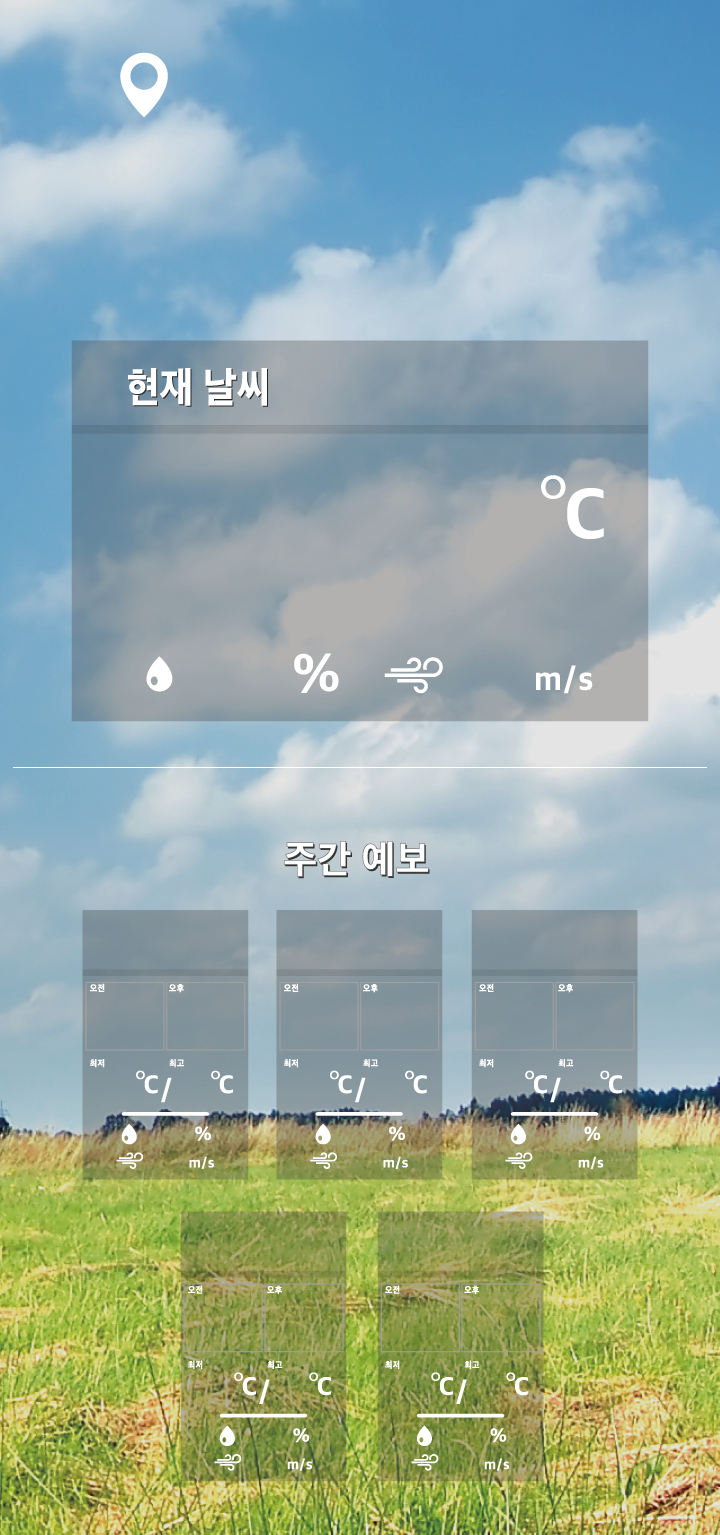 현재 날씨
°C
% m/s
주간 예보
오전 오후 오전 오후 오전 오후
최저 최고 최저 최고 최저 최고
°C / °C °C / °C °C / °C
% % %
m/s m/s m/s
오전 오후 오전 오후
최저 최고 최저 최고
°C / °C °C / °C
% %
m/s m/s